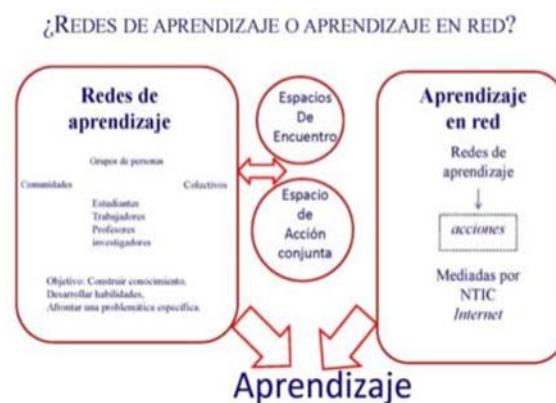 ¿REDES DE APRENDIZAJE O APRENDIZAJE EN RED?
Redes de
aprendizaje
Grupos de personas
Comunidades Colectivos
Estudiantes
Trabajadores
Profesores
investigadores
Objetivo: Construir conocimiento.
Desarrollar habilidades,
Afrontar una problemática específica.
Espacios
De
Encuentro
Espacio
de
Acción
conjunta
Aprendizaje
en red
Redes de
aprendizaje
acciones
Mediadas por
NTIC
Internet
Aprendizaje